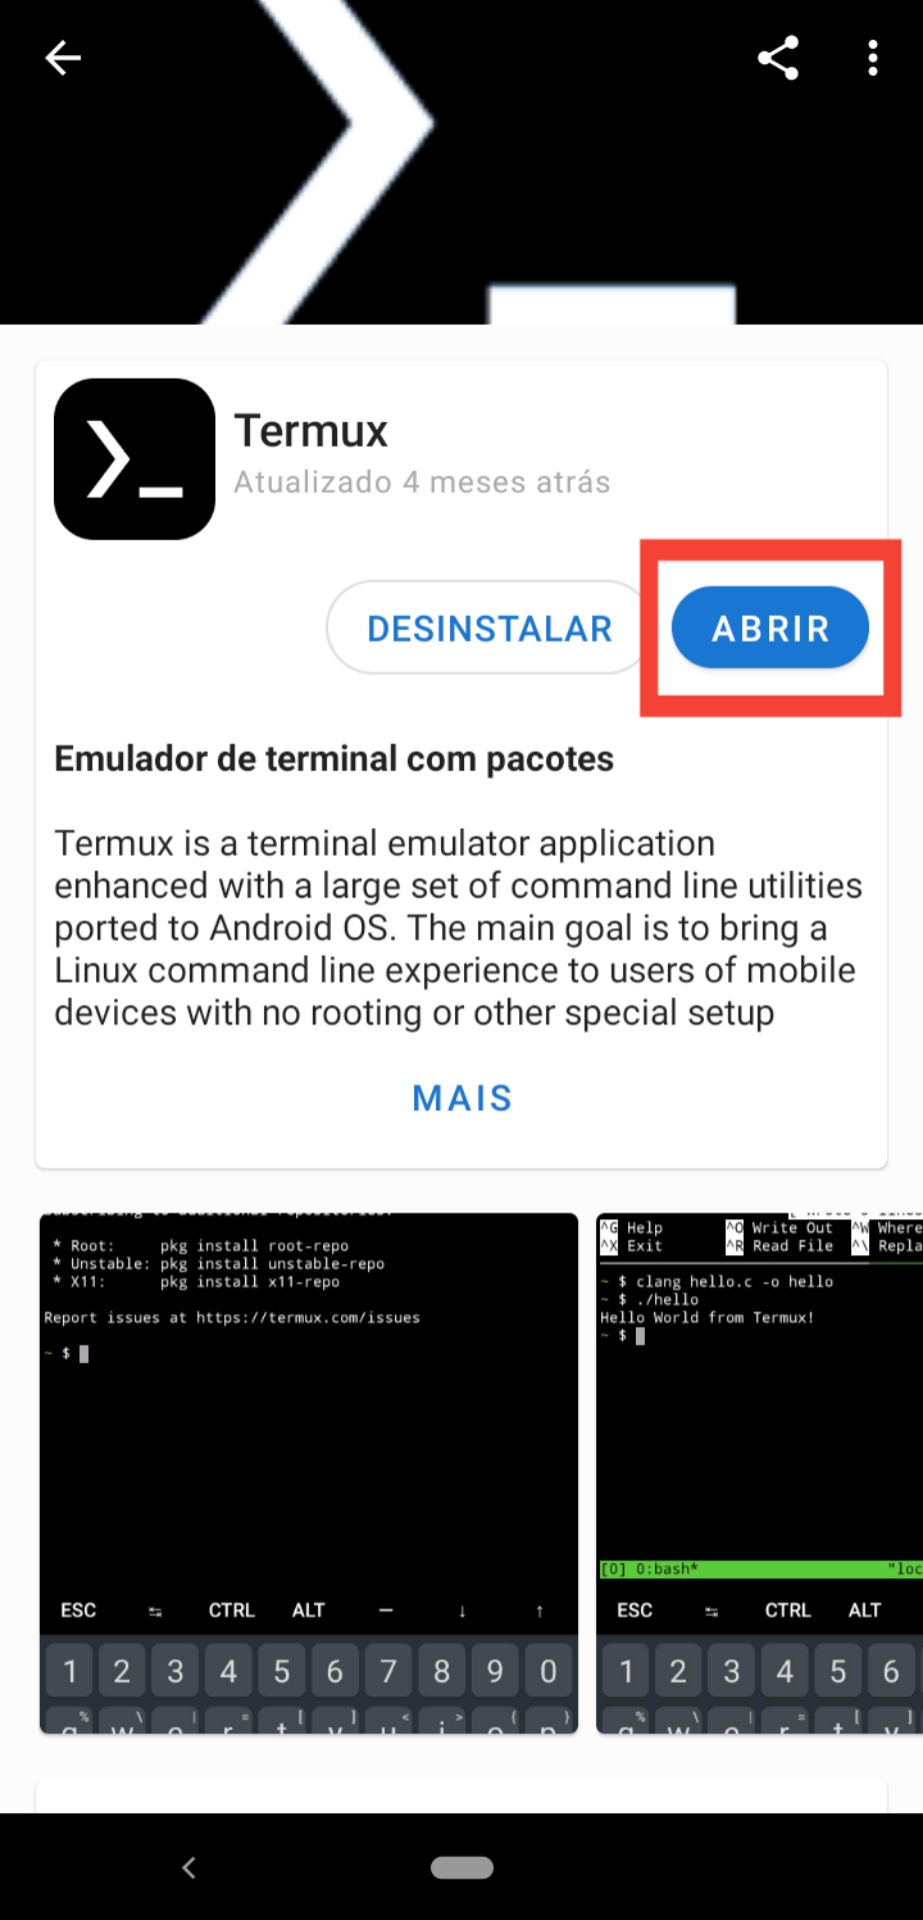 Termux
Atualizado 4 meses atrás
DESINSTALAR
ABRIR
Emulador de terminal com pacotes
Termux is a terminal emulator application
enhanced with a large set of command line utilities
ported to Android OS. The main goal is to bring a
Linux command line experience to users of mobile
devices with no rooting or other special setup
MAIS
* Root: pkg install root-repo
* Unstable: pkg install unstable-repo
* X11: pkg install x11-repo
Report issues at https://termux.com/issues
~ $
ESC ⇆ CTRL ALT — ↓ ↑
1 2 3 4 5 6 7 8 9 0
^G Help ^O Write Out ^W Where
^X Exit ^R Read File ^\ Repla
~ $ clang hello.c -o hello
~ $ ./hello
Hello World from Termux!
~ $
[0] 0:bash* "loc
ESC ⇆ CTRL ALT
1 2 3 4 5 6